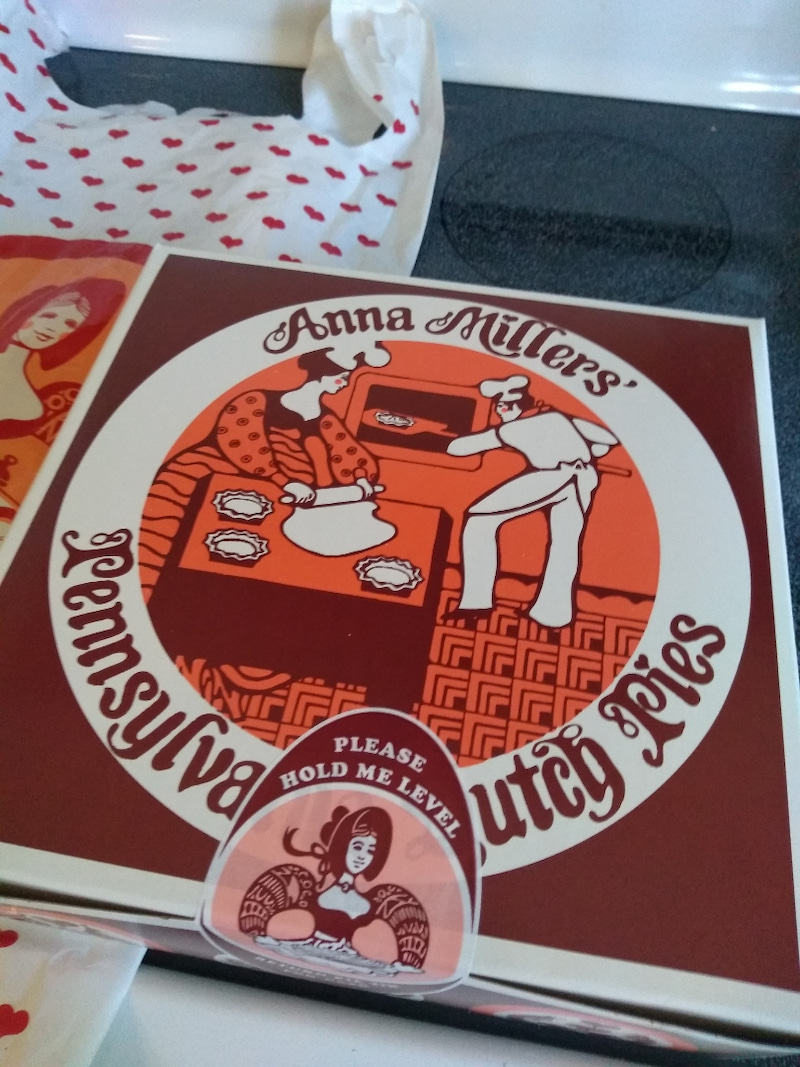 Anna Millers'
Pennsylva
utch Pies
PLEASE
HOLD ME LEVEL